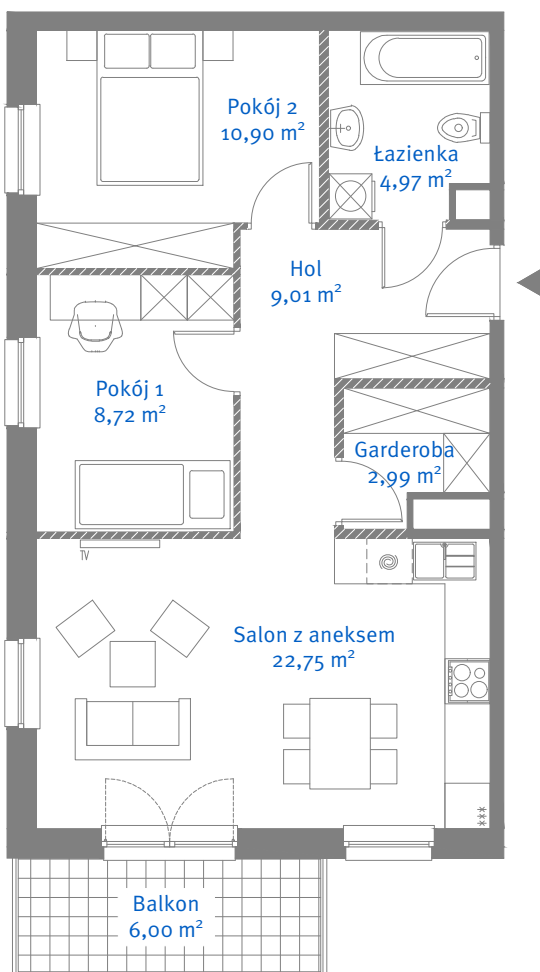 Pokój 2
10,90 m²
Łazienka
4,97 m²
Hol
9,01 m²
Pokój 1
8,72 m²
Garderoba
2,99 m²
TV
Salon z aneksem
22,75 m²
Balkon
6,00 m²